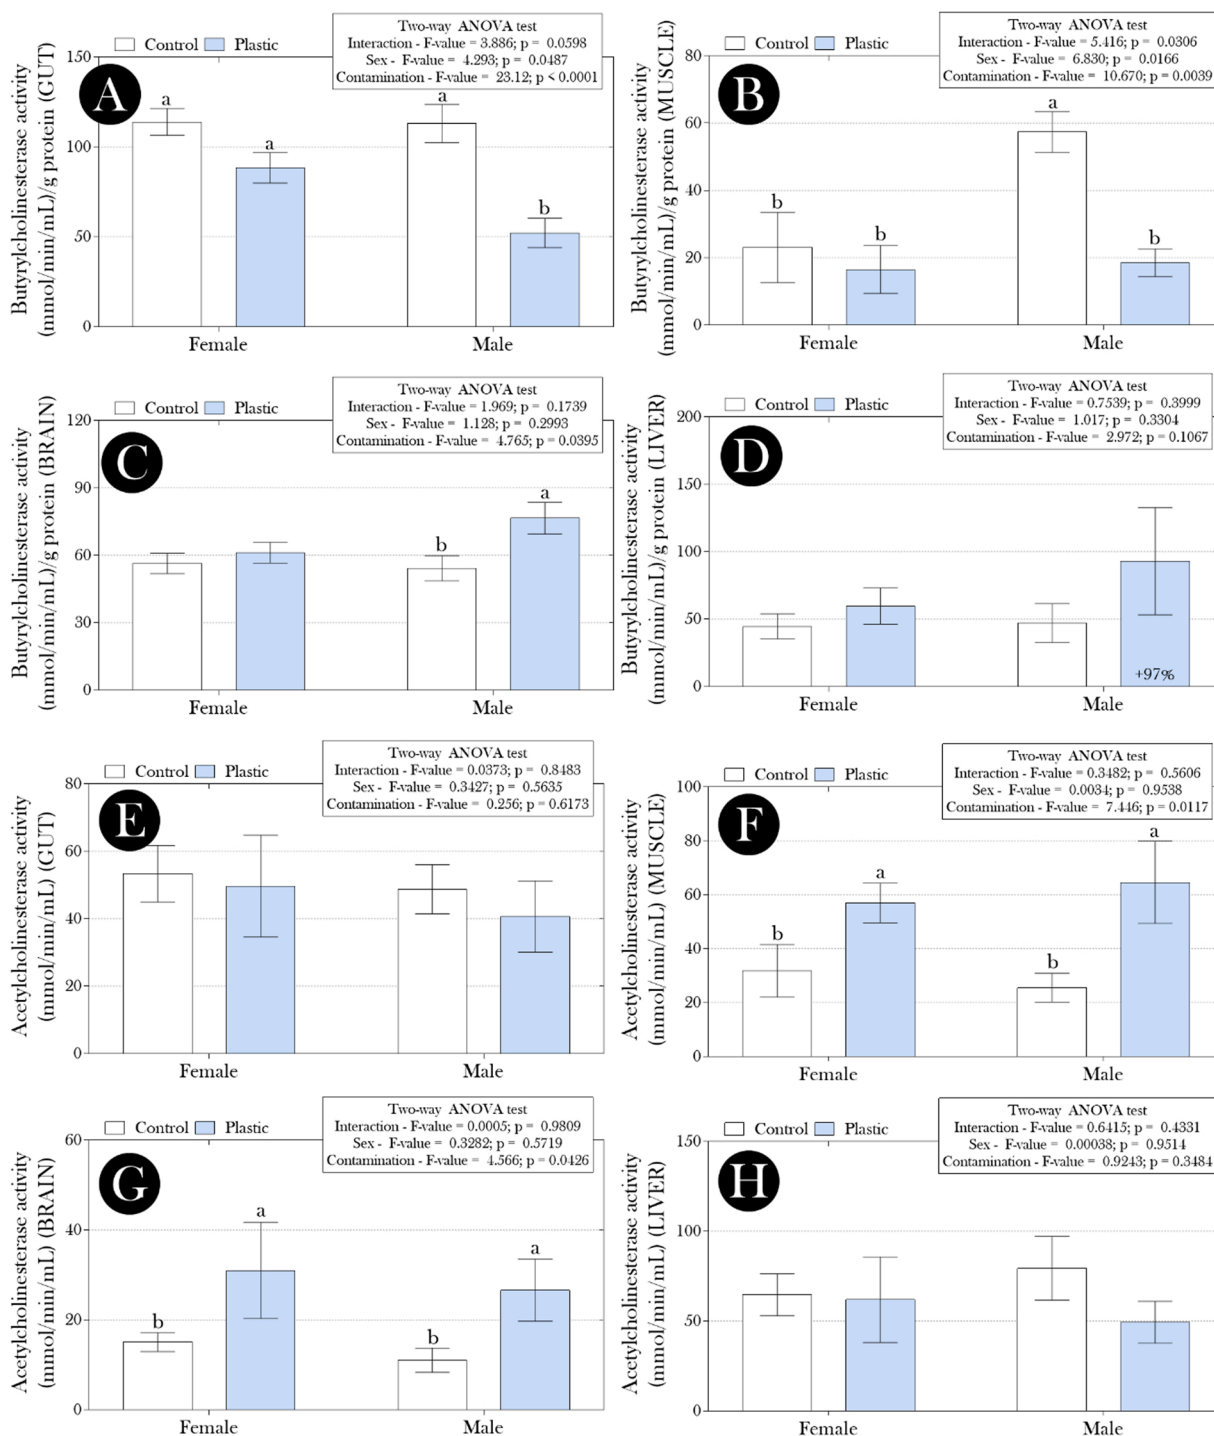 Two-way ANOVA test
Interaction - F-value = 3.886; p = 0.0598
Sex - F-value = 4.293; p = 0.0487
Contamination - F-value = 23.12; p < 0.0001
Control Plastic
A
Butyrylcholinesterase activity
(mmol/min/mL)/g protein (GUT)
150
100
50
0
a
a
a
b
Female Male
Two-way ANOVA test
Interaction - F-value = 5.416; p = 0.0306
Sex - F-value = 6.830; p = 0.0166
Contamination - F-value = 10.670; p = 0.0039
Control Plastic
B
Butyrylcholinesterase activity
(mmol/min/mL)/g protein (MUSCLE)
80
60
40
20
0
b
b
a
b
Female Male
Two-way ANOVA test
Interaction - F-value = 1.969; p = 0.1739
Sex - F-value = 1.128; p = 0.2993
Contamination - F-value = 4.765; p = 0.0395
Control Plastic
C
Butyrylcholinesterase activity
(mmol/min/mL)/g protein (BRAIN)
120
90
60
30
0
b
a
Female Male
Two-way ANOVA test
Interaction - F-value = 0.7539; p = 0.3999
Sex - F-value = 1.017; p = 0.3304
Contamination - F-value = 2.972; p = 0.1067
Control Plastic
D
Butyrylcholinesterase activity
(mmol/min/mL)/g protein (LIVER)
200
150
100
50
0
+97%
Female Male
Two-way ANOVA test
Interaction - F-value = 0.0373; p = 0.8483
Sex - F-value = 0.3427; p = 0.5635
Contamination - F-value = 0.256; p = 0.6173
Control Plastic
E
Acetylcholinesterase activity
(mmol/min/mL) (GUT)
80
60
40
20
0
Female Male
Two-way ANOVA test
Interaction - F-value = 0.3482; p = 0.5606
Sex - F-value = 0.0034; p = 0.9538
Contamination - F-value = 7.446; p = 0.0117
Control Plastic
F
Acetylcholinesterase activity
(mmol/min/mL) (MUSCLE)
100
80
60
40
20
0
b
a
b
a
Female Male
Two-way ANOVA test
Interaction - F-value = 0.0005; p = 0.9809
Sex - F-value = 0.3282; p = 0.5719
Contamination - F-value = 4.566; p = 0.0426
Control Plastic
G
Acetylcholinesterase activity
(mmol/min/mL) (BRAIN)
60
40
20
0
b
a
b
a
Female Male
Two-way ANOVA test
Interaction - F-value = 0.6415; p = 0.4331
Sex - F-value = 0.00038; p = 0.9514
Contamination - F-value = 0.9243; p = 0.3484
Control Plastic
H
Acetylcholinesterase activity
(mmol/min/mL) (LIVER)
150
100
50
0
Female Male